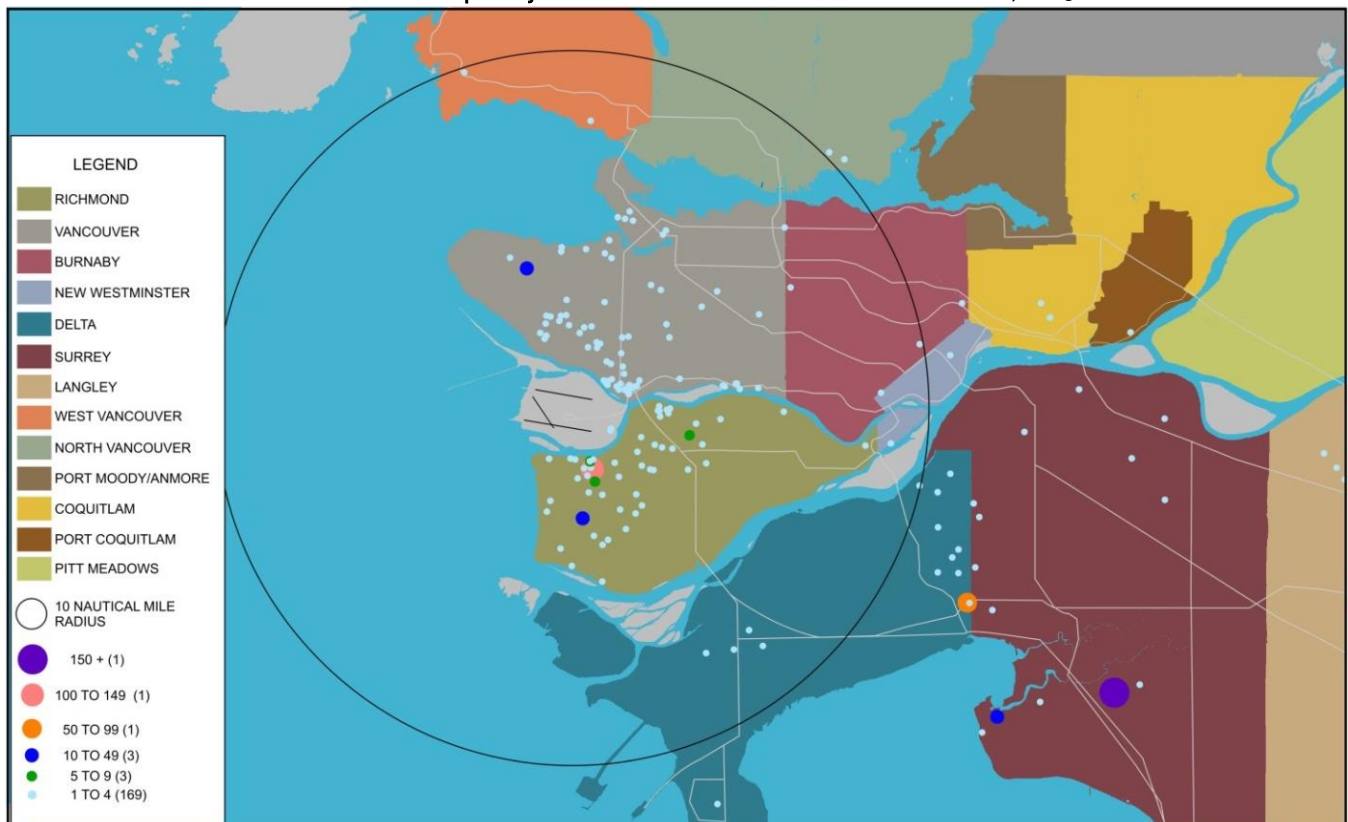 LEGEND
RICHMOND
VANCOUVER
BURNABY
NEW WESTMINSTER
DELTA
SURREY
LANGLEY
WEST VANCOUVER
NORTH VANCOUVER
PORT MOODY/ANMORE
COQUITLAM
PORT COQUITLAM
PITT MEADOWS
10 NAUTICAL MILE
RADIUS
150 + (1)
100 TO 149 (1)
50 TO 99 (1)
10 TO 49 (3)
5 TO 9 (3)
1 TO 4 (169)